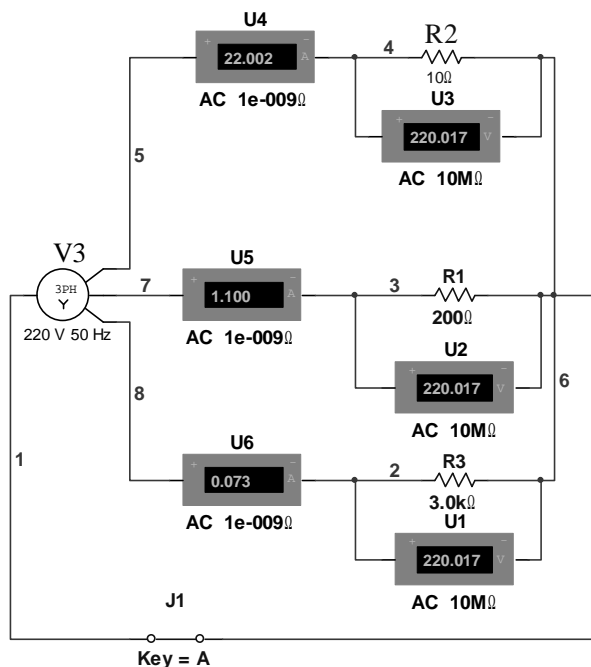 U4
+ −
22.002 A
AC 1e-009Ω
4
R2
10Ω
U3
+ −
220.017 V
AC 10MΩ
5
V3
3PH
Y
220 V 50 Hz
7
U5
+ −
1.100 A
AC 1e-009Ω
3
R1
200Ω
U2
+ −
220.017 V
AC 10MΩ
6
8
1
U6
+ −
0.073 A
AC 1e-009Ω
2
R3
3.0kΩ
U1
+ −
220.017 V
AC 10MΩ
J1
Key = A